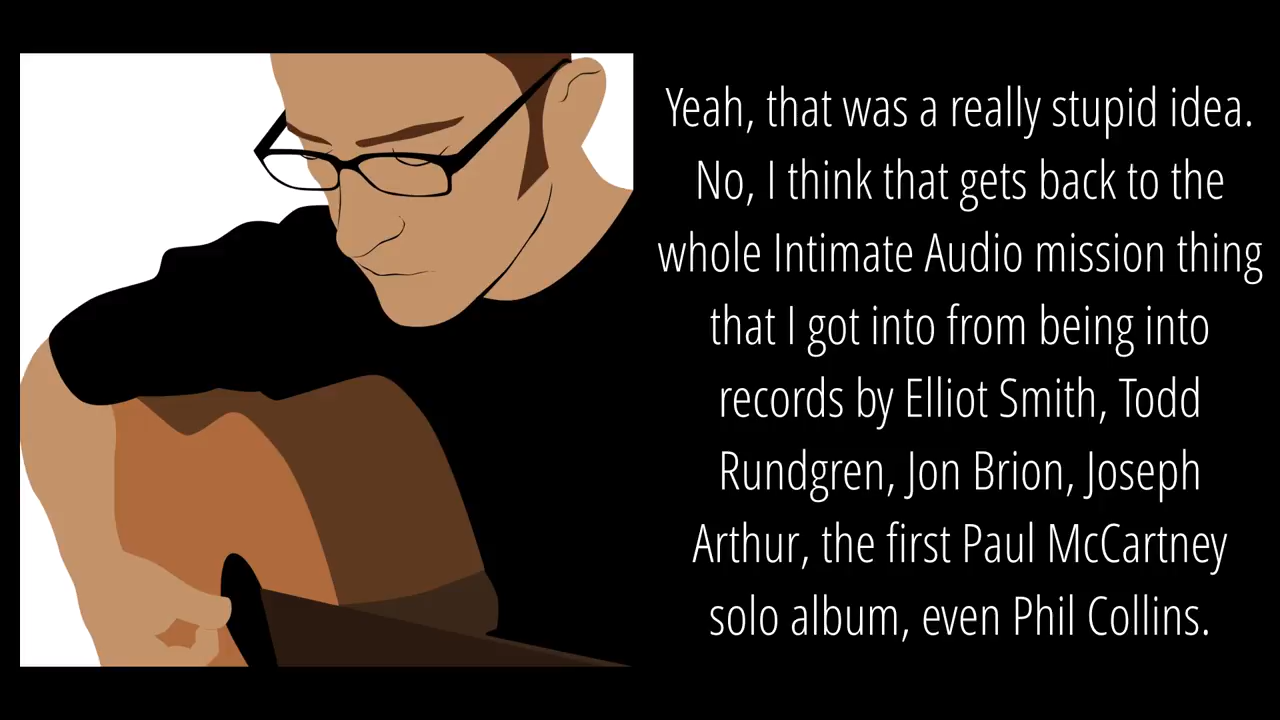 Yeah, that was a really stupid idea.
No, I think that gets back to the
whole Intimate Audio mission thing
that I got into from being into
records by Elliot Smith, Todd
Rundgren, Jon Brion, Joseph
Arthur, the first Paul McCartney
solo album, even Phil Collins.